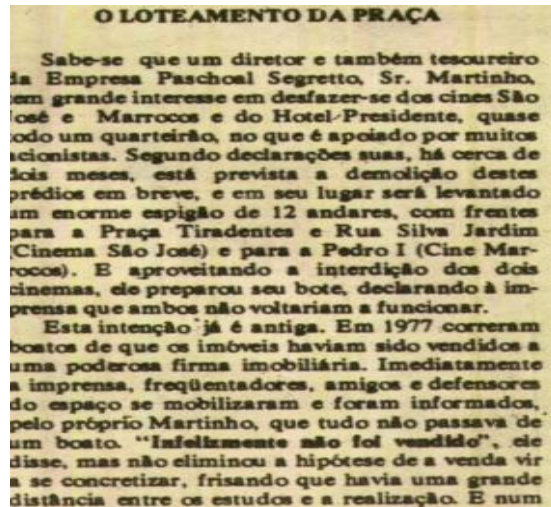 O LOTEAMENTO DA PRAÇA
Sabe-se que um diretor e também tesoureiro
da Empresa Paschoal Segretto, Sr. Martinho,
em grande interesse em desfazer-se dos cines São
José e Marrocos e do Hotel Presidente, quase
odo um quarteirão, no que é apoiado por muitos
acionistas. Segundo declarações suas, há cerca de
dois meses, está prevista a demolição destes
prédios em breve, e em seu lugar será levantado
um enorme espigão de 12 andares, com frentes
para a Praça Tiradentes e Rua Silva Jardim
(Cinema São José) e para a Pedro I (Cine Mar-
rocos). E aproveitando a interdição dos dois
cinemas, ele preparou seu bote, declarando à im-
prensa que ambos não voltariam a funcionar.
Esta intenção já é antiga. Em 1977 correram
boatos de que os imóveis haviam sido vendidos a
uma poderosa firma imobiliária. Imediatamente
a imprensa, freqüentadores, amigos e defensores
do espaço se mobilizaram e foram informados,
pelo próprio Martinho, que tudo não passava de
um boato. "Infelizmente não foi vendido", ele
disse, mas não eliminou a hipótese de a venda vir
a se concretizar, frisando que havia uma grande
distância entre os estudos e a realização. E num